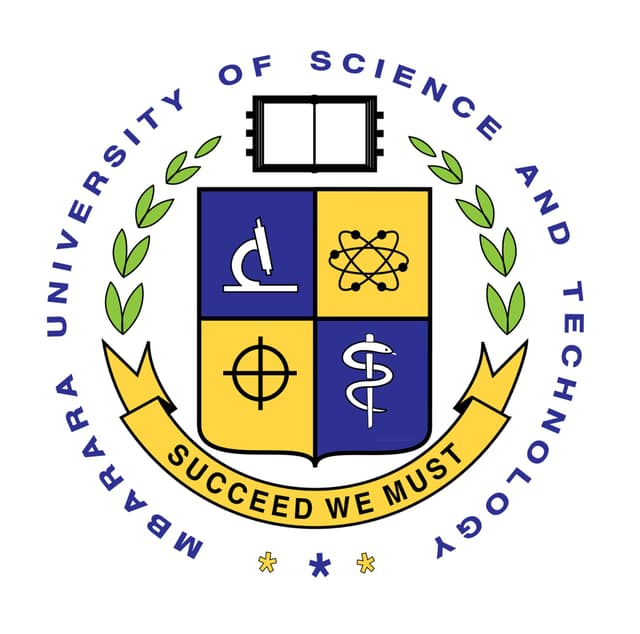 MBARARA UNIVERSITY OF SCIENCE AND TECHNOLOGY
SUCCEED WE MUST